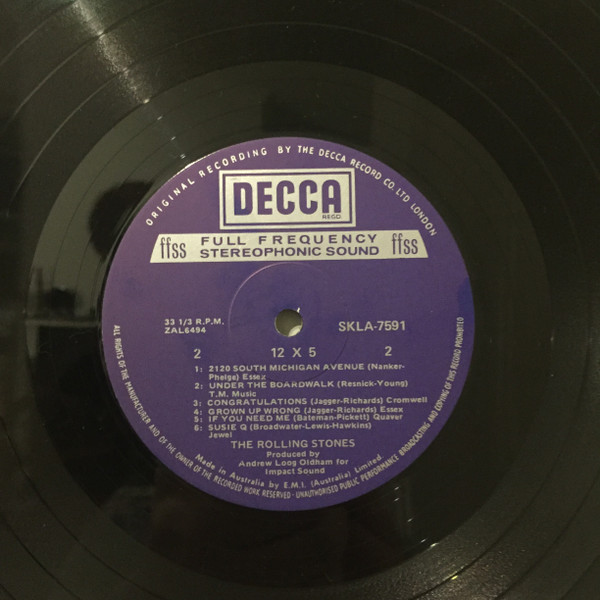 ORIGINAL RECORDING BY THE DECCA RECORD CO. LTD LONDON
DECCA
REGD
ffss FULL FREQUENCY STEREOPHONIC SOUND ffss
33 1/3 R.P.M.
ZAL6494
SKLA-7591
2 12 X 5 2
1: 2120 SOUTH MICHIGAN AVENUE (Nanker-
Phelge) Essex
2: UNDER THE BOARDWALK (Resnick-Young)
T.M. Music
3: CONGRATULATIONS (Jagger-Richards) Cromwell
4: GROWN UP WRONG (Jagger-Richards) Essex
5: IF YOU NEED ME (Bateman-Pickett) Quaver
6: SUSIE Q (Broadwater-Lewis-Hawkins)
Jewel
THE ROLLING STONES
Produced by
Andrew Loog Oldham for
Impact Sound
Made in Australia by E.M.I. (Australia) Limited
ALL RIGHTS OF THE MANUFACTURER AND OF THE OWNER OF THE RECORDED WORK RESERVED - UNAUTHORISED PUBLIC PERFORMANCE BROADCASTING AND COPYING OF THIS RECORD PROHIBITED